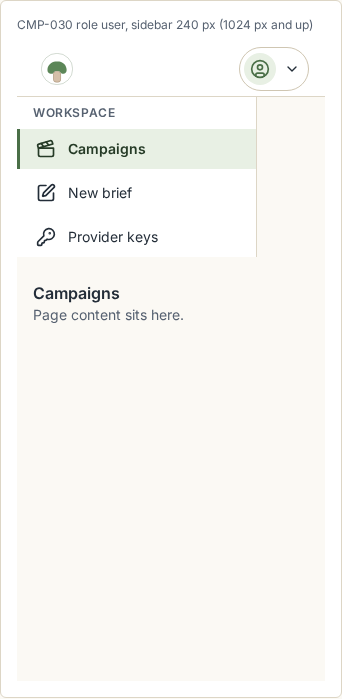 CMP-030 role user, sidebar 240 px (1024 px and up)
WORKSPACE
Campaigns
New brief
Provider keys
Campaigns
Page content sits here.